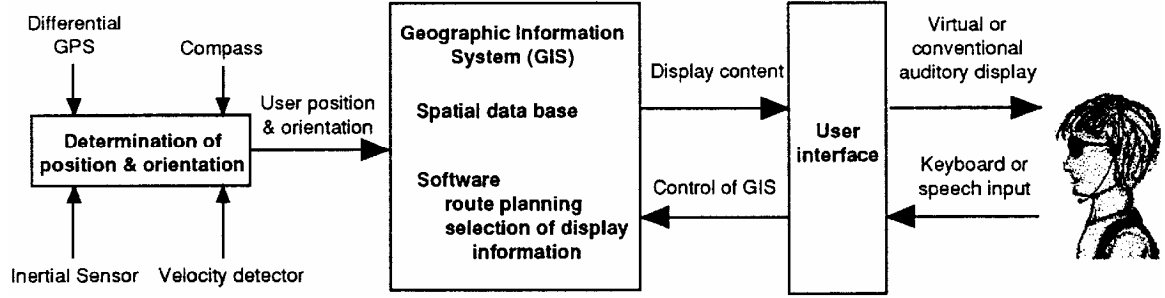 Differential
GPS
Compass
Determination of
position & orientation
Inertial Sensor
Velocity detector
User position
& orientation
Geographic Information
System (GIS)
Spatial data base
Software
route planning
selection of display
information
Display content
Control of GIS
User
interface
Virtual or
conventional
auditory display
Keyboard or
speech input